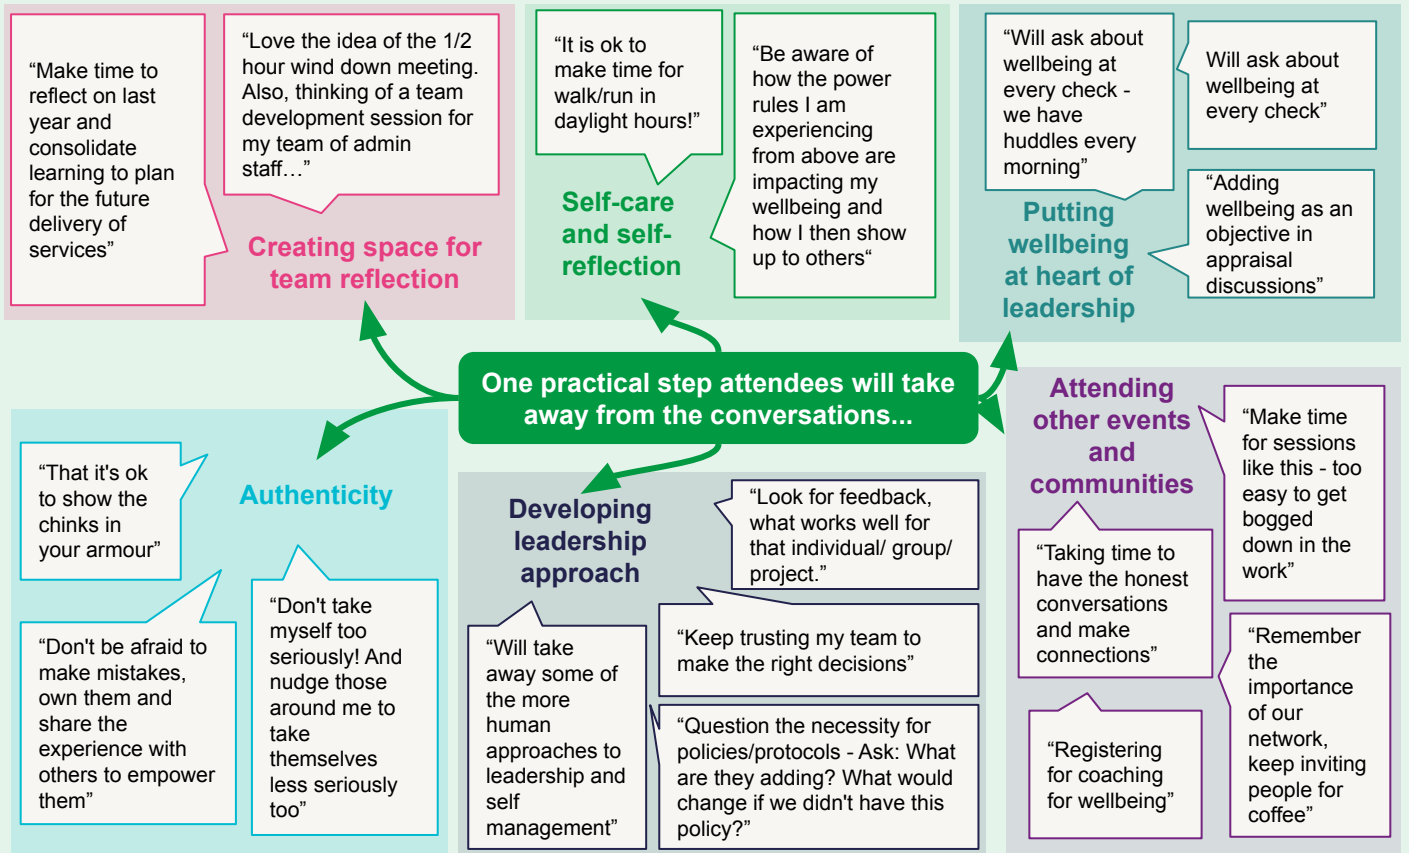 “Make time to
reflect on last
year and
consolidate
learning to plan
for the future
delivery of
services”
“Love the idea of the 1/2
hour wind down meeting.
Also, thinking of a team
development session for
my team of admin
staff…”
Creating space for
team reflection
“It is ok to
make time for
walk/run in
daylight hours!”
“Be aware of
how the power
rules I am
experiencing
from above are
impacting my
wellbeing and
how I then show
up to others“
Self-care
and self-
reflection
“Will ask about
wellbeing at
every check -
we have
huddles every
morning”
Will ask about
wellbeing at
every check”
“Adding
wellbeing as an
objective in
appraisal
discussions”
Putting
wellbeing
at heart of
leadership
One practical step attendees will take
away from the conversations...
“That it's ok
to show the
chinks in
your armour”
Authenticity
“Don't be afraid to
make mistakes,
own them and
share the
experience with
others to empower
them”
“Don't take
myself too
seriously! And
nudge those
around me to
take
themselves
less seriously
too”
Developing
leadership
approach
“Look for feedback,
what works well for
that individual/ group/
project.”
“Will take
away some of
the more
human
approaches to
leadership and
self
management”
“Keep trusting my team to
make the right decisions”
“Question the necessity for
policies/protocols - Ask: What
are they adding? What would
change if we didn't have this
policy?”
Attending
other events
and
communities
“Make time
for sessions
like this - too
easy to get
bogged
down in the
work”
“Taking time to
have the honest
conversations
and make
connections”
“Registering
for coaching
for wellbeing”
“Remember
the
importance
of our
network,
keep inviting
people for
coffee”